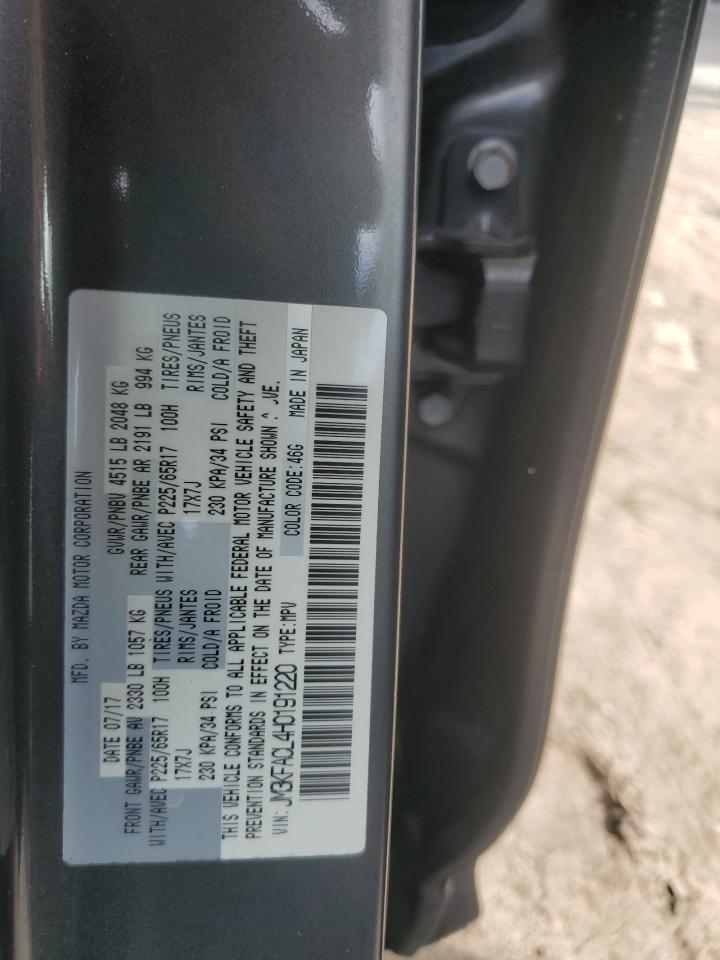 MFD. BY MAZDA MOTOR CORPORATION
DATE 07/17 GVWR/PNBV 4515 LB 2048 KG
FRONT GAWR/PNBE AV 2330 LB 1057 KG REAR GAWR/PNBE AR 2191 LB 994 KG
WITH/AVEC P225/65R17 100H TIRES/PNEUS WITH/AVEC P225/65R17 100H TIRES/PNEUS
17X7J RIMS/JANTES 17X7J RIMS/JANTES
230 KPA/34 PSI COLD/A FROID 230 KPA/34 PSI COLD/A FROID
THIS VEHICLE CONFORMS TO ALL APPLICABLE FEDERAL MOTOR VEHICLE SAFETY AND THEFT
PREVENTION STANDARDS IN EFFECT ON THE DATE OF MANUFACTURE SHOWN
VIN: JM3KFACL4H0191220 TYPE:MPV COLOR CODE:46G MADE IN JAPAN